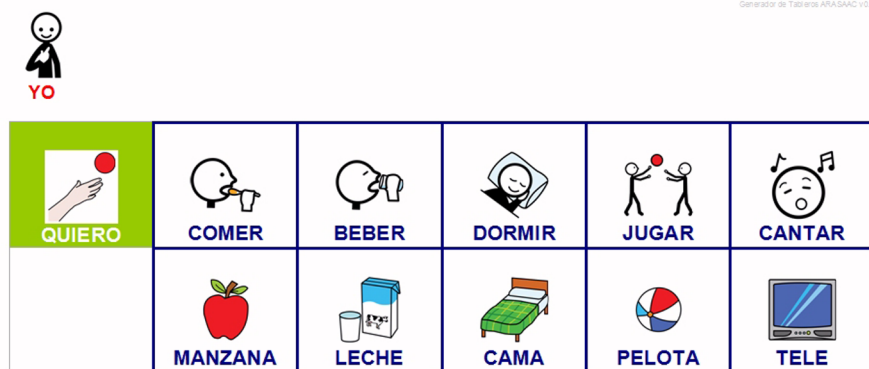 Generador de Tableros ARASAAC v0
YO
QUIERO COMER BEBER DORMIR JUGAR CANTAR
MANZANA LECHE CAMA PELOTA TELE